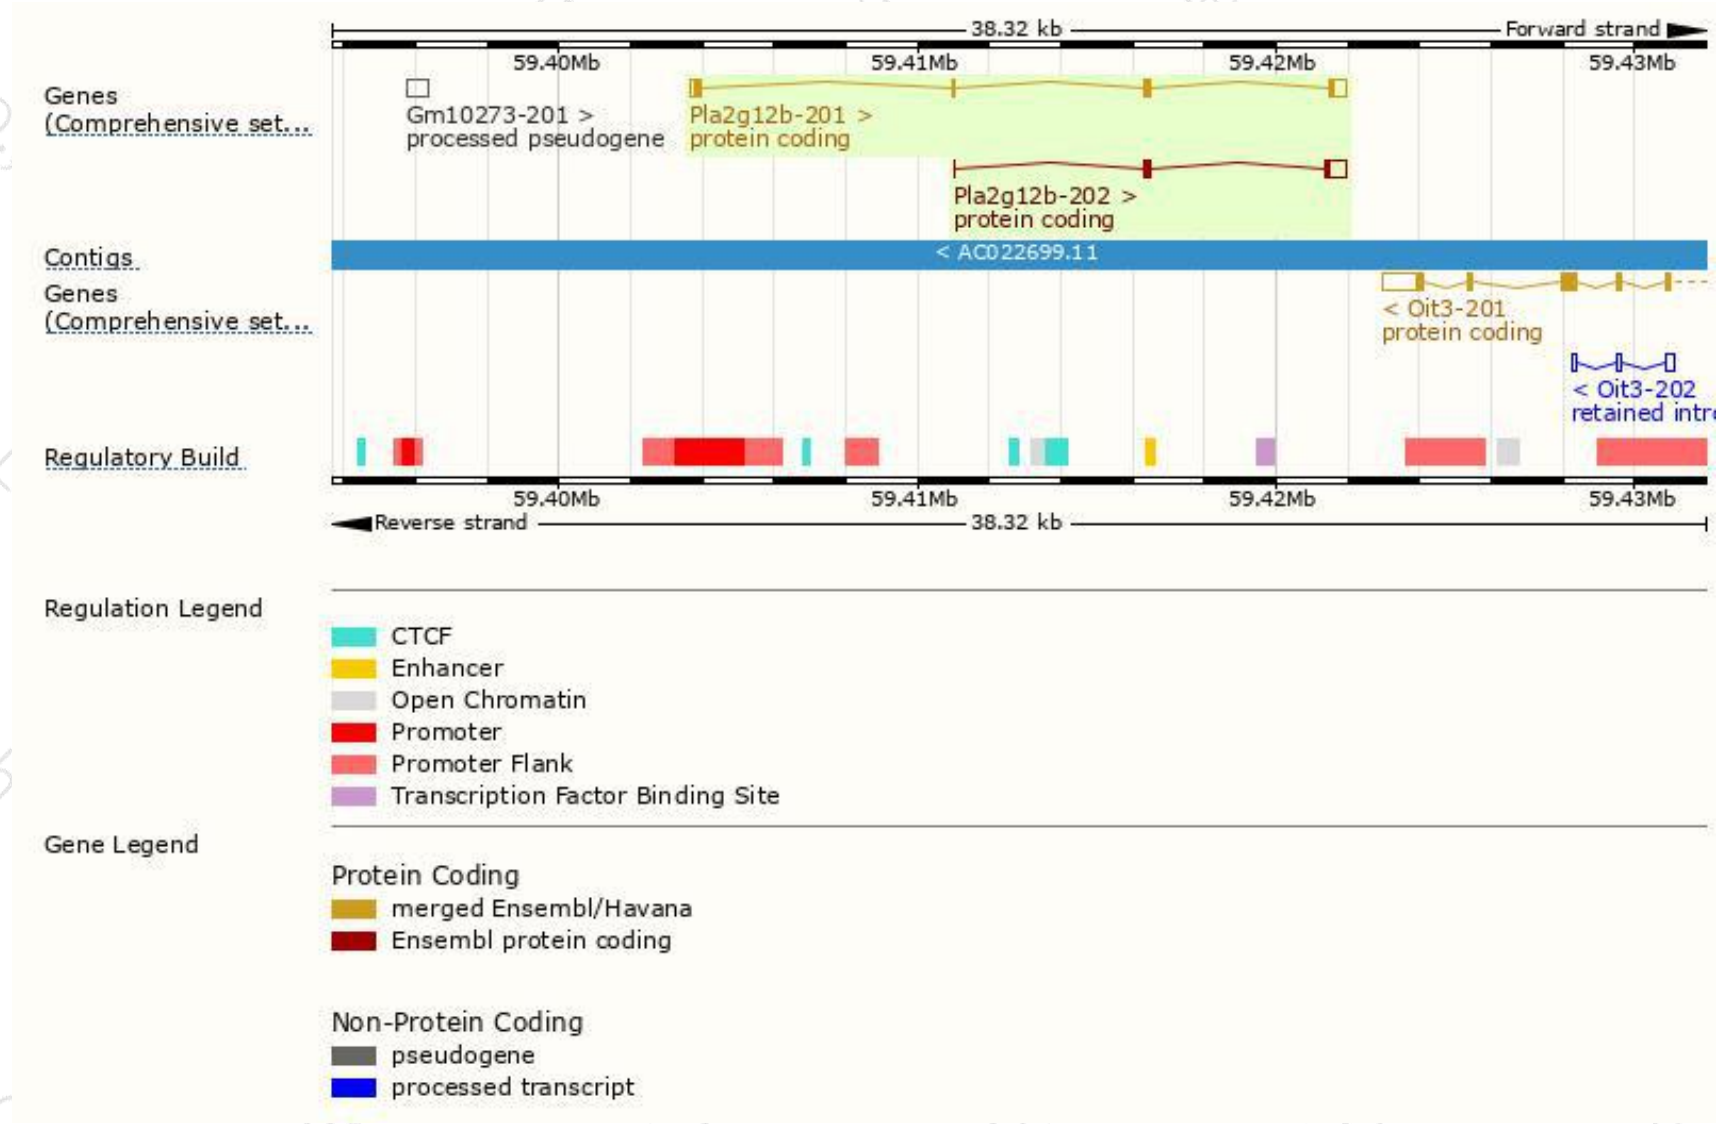 38.32 kb
Forward strand
59.40Mb 59.41Mb 59.42Mb 59.43Mb
Genes
(Comprehensive set...
Gm10273-201 >
processed pseudogene
Pla2g12b-201 >
protein coding
Pla2g12b-202 >
protein coding
Contigs
< AC022699.11
Genes
(Comprehensive set...
< Oit3-201
protein coding
< Oit3-202
retained intr
Regulatory Build
59.40Mb 59.41Mb 59.42Mb 59.43Mb
Reverse strand
38.32 kb
Regulation Legend
CTCF
Enhancer
Open Chromatin
Promoter
Promoter Flank
Transcription Factor Binding Site
Gene Legend
Protein Coding
merged Ensembl/Havana
Ensembl protein coding
Non-Protein Coding
pseudogene
processed transcript